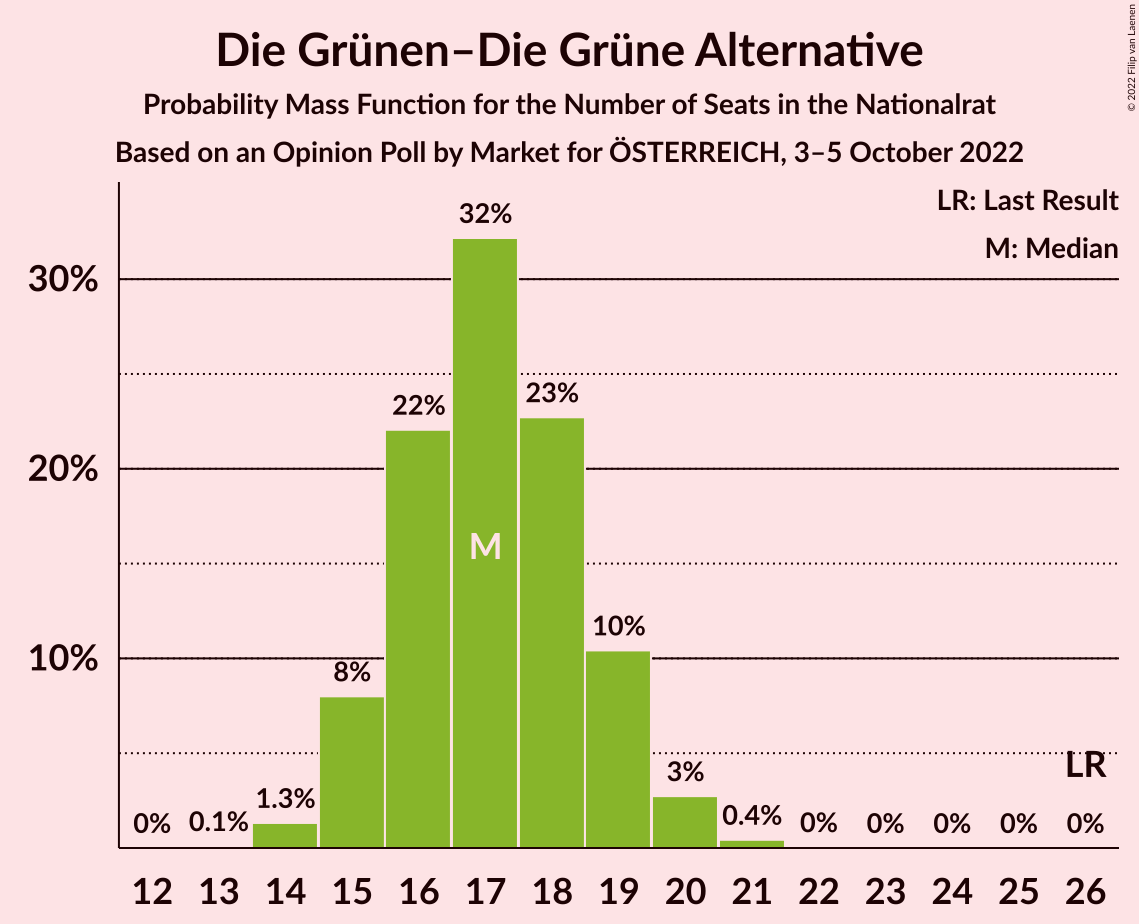 Die Grünen–Die Grüne Alternative
Probability Mass Function for the Number of Seats in the Nationalrat
Based on an Opinion Poll by Market for ÖSTERREICH, 3–5 October 2022
© 2022 Filip van Laenen
LR: Last Result
M: Median
30%
20%
10%
0%
0.1%
1.3%
8%
22%
32%
23%
10%
3%
0.4%
0%
0%
0%
0%
0%
M
LR
12 13 14 15 16 17 18 19 20 21 22 23 24 25 26